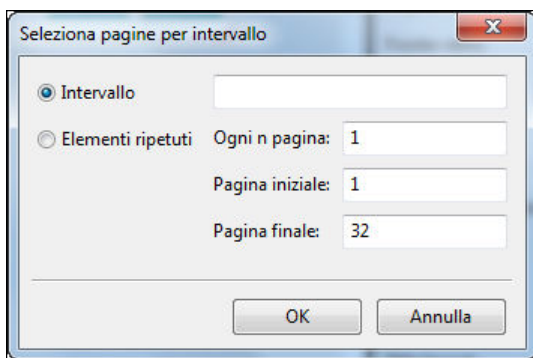 Seleziona pagine per intervallo
Intervallo
Elementi ripetuti Ogni n pagina: 1
Pagina iniziale: 1
Pagina finale: 32
OK Annulla